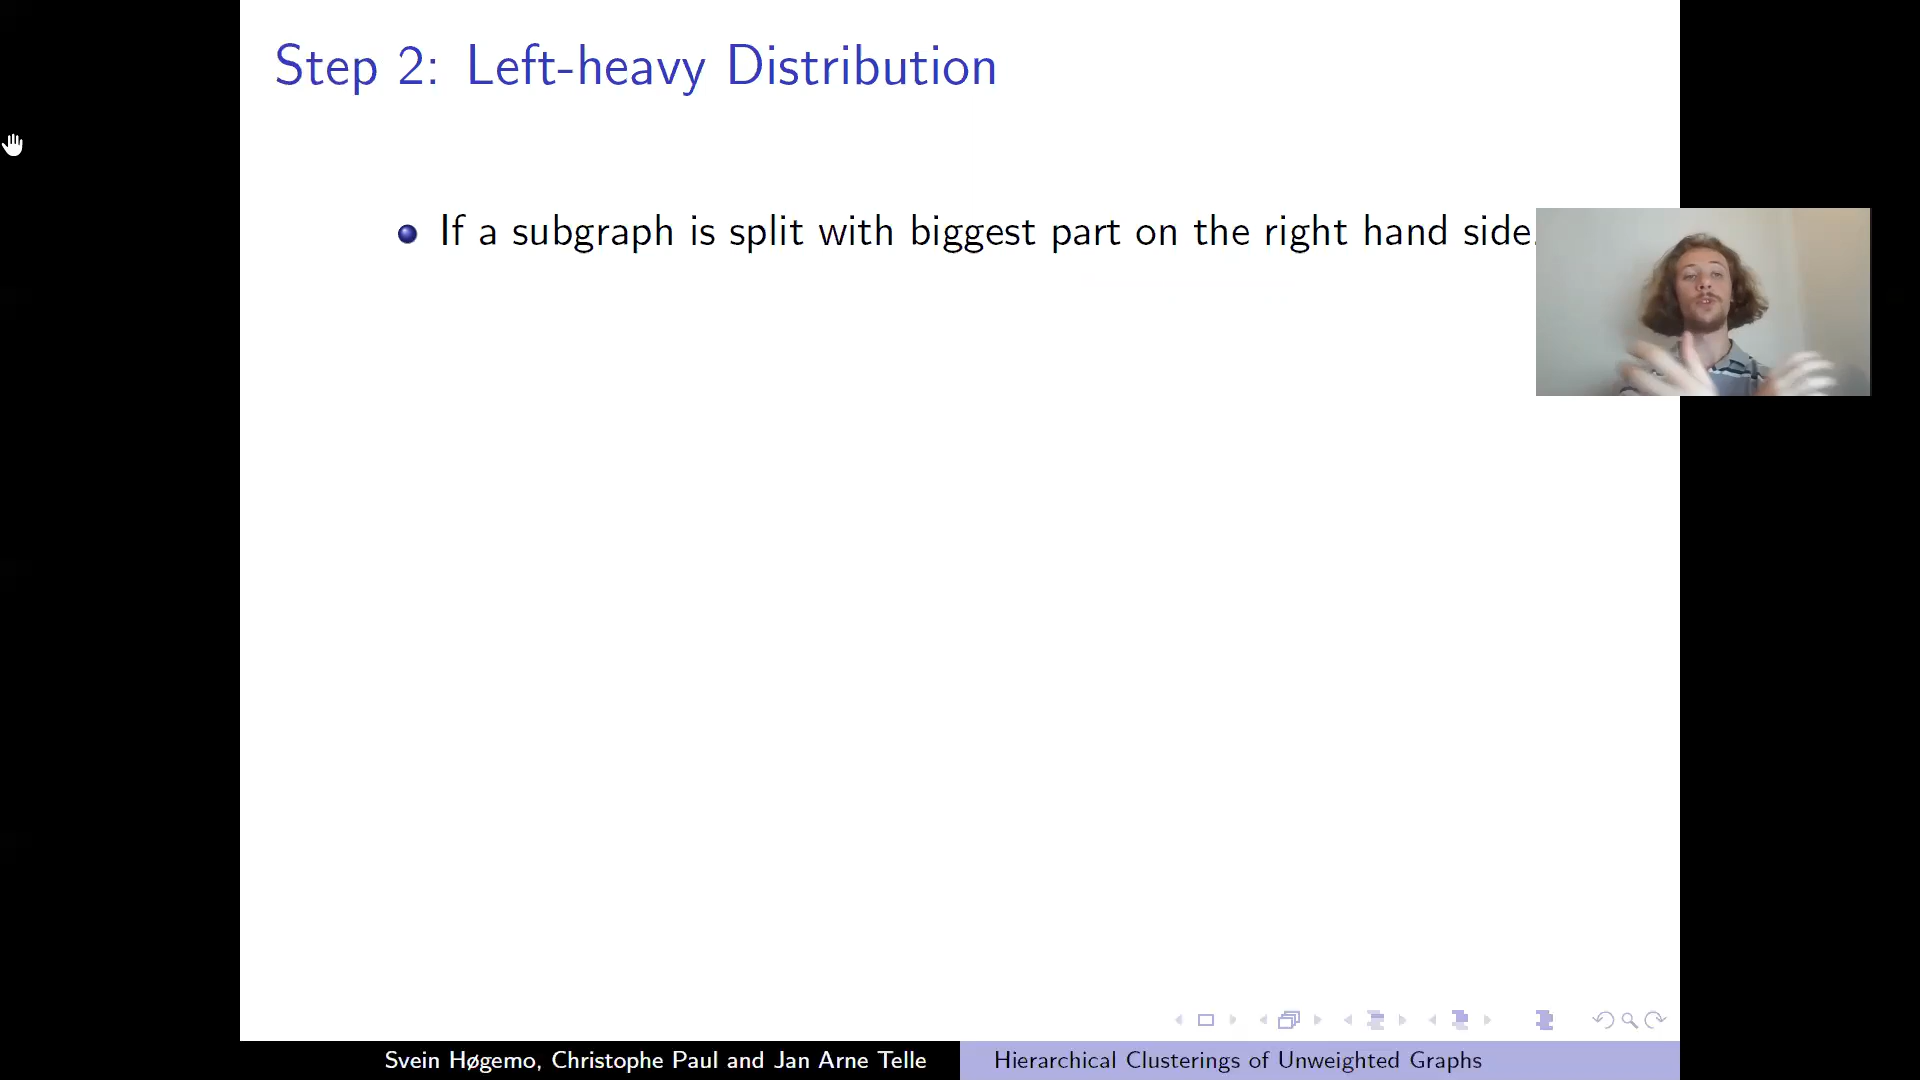 Step 2: Left-heavy Distribution
If a subgraph is split with biggest part on the right hand side.
Svein Høgemo, Christophe Paul and Jan Arne Telle
Hierarchical Clusterings of Unweighted Graphs